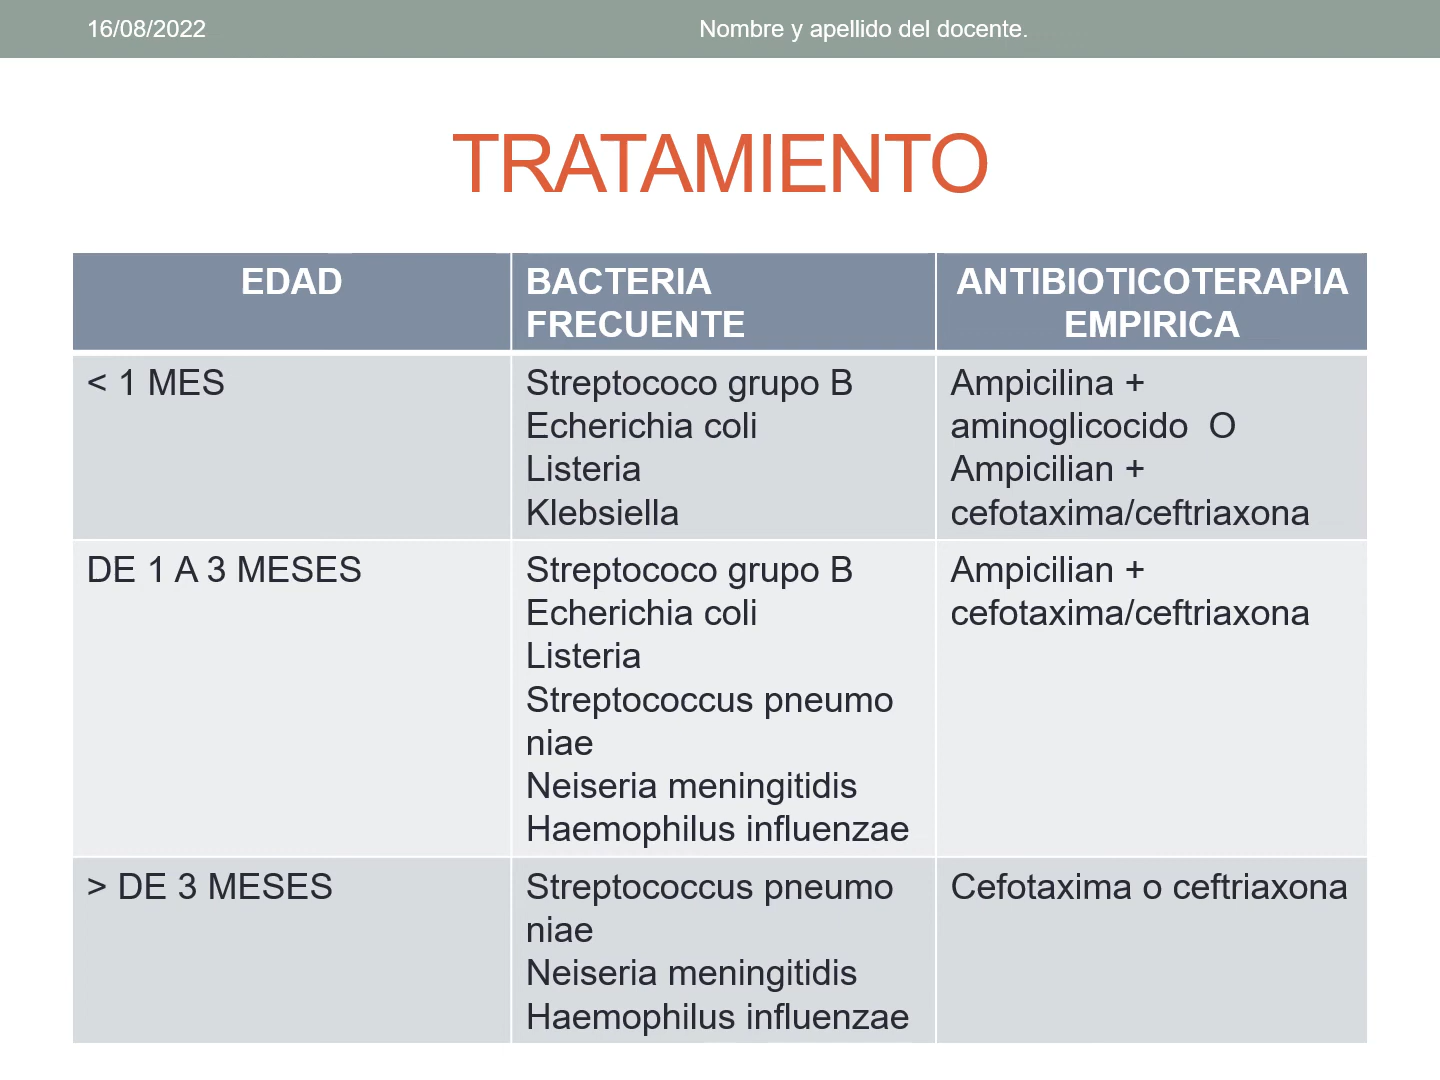 16/08/2022
Nombre y apellido del docente.
TRATAMIENTO
EDAD
BACTERIA
FRECUENTE
ANTIBIOTICOTERAPIA
EMPIRICA
< 1 MES
Streptococo grupo B
Echerichia coli
Listeria
Klebsiella
Ampicilina +
aminoglicocido O
Ampicilian +
cefotaxima/ceftriaxona
DE 1 A 3 MESES
Streptococo grupo B
Echerichia coli
Listeria
Streptococcus pneumo
niae
Neiseria meningitidis
Haemophilus influenzae
Ampicilian +
cefotaxima/ceftriaxona
> DE 3 MESES
Streptococcus pneumo
niae
Neiseria meningitidis
Haemophilus influenzae
Cefotaxima o ceftriaxona